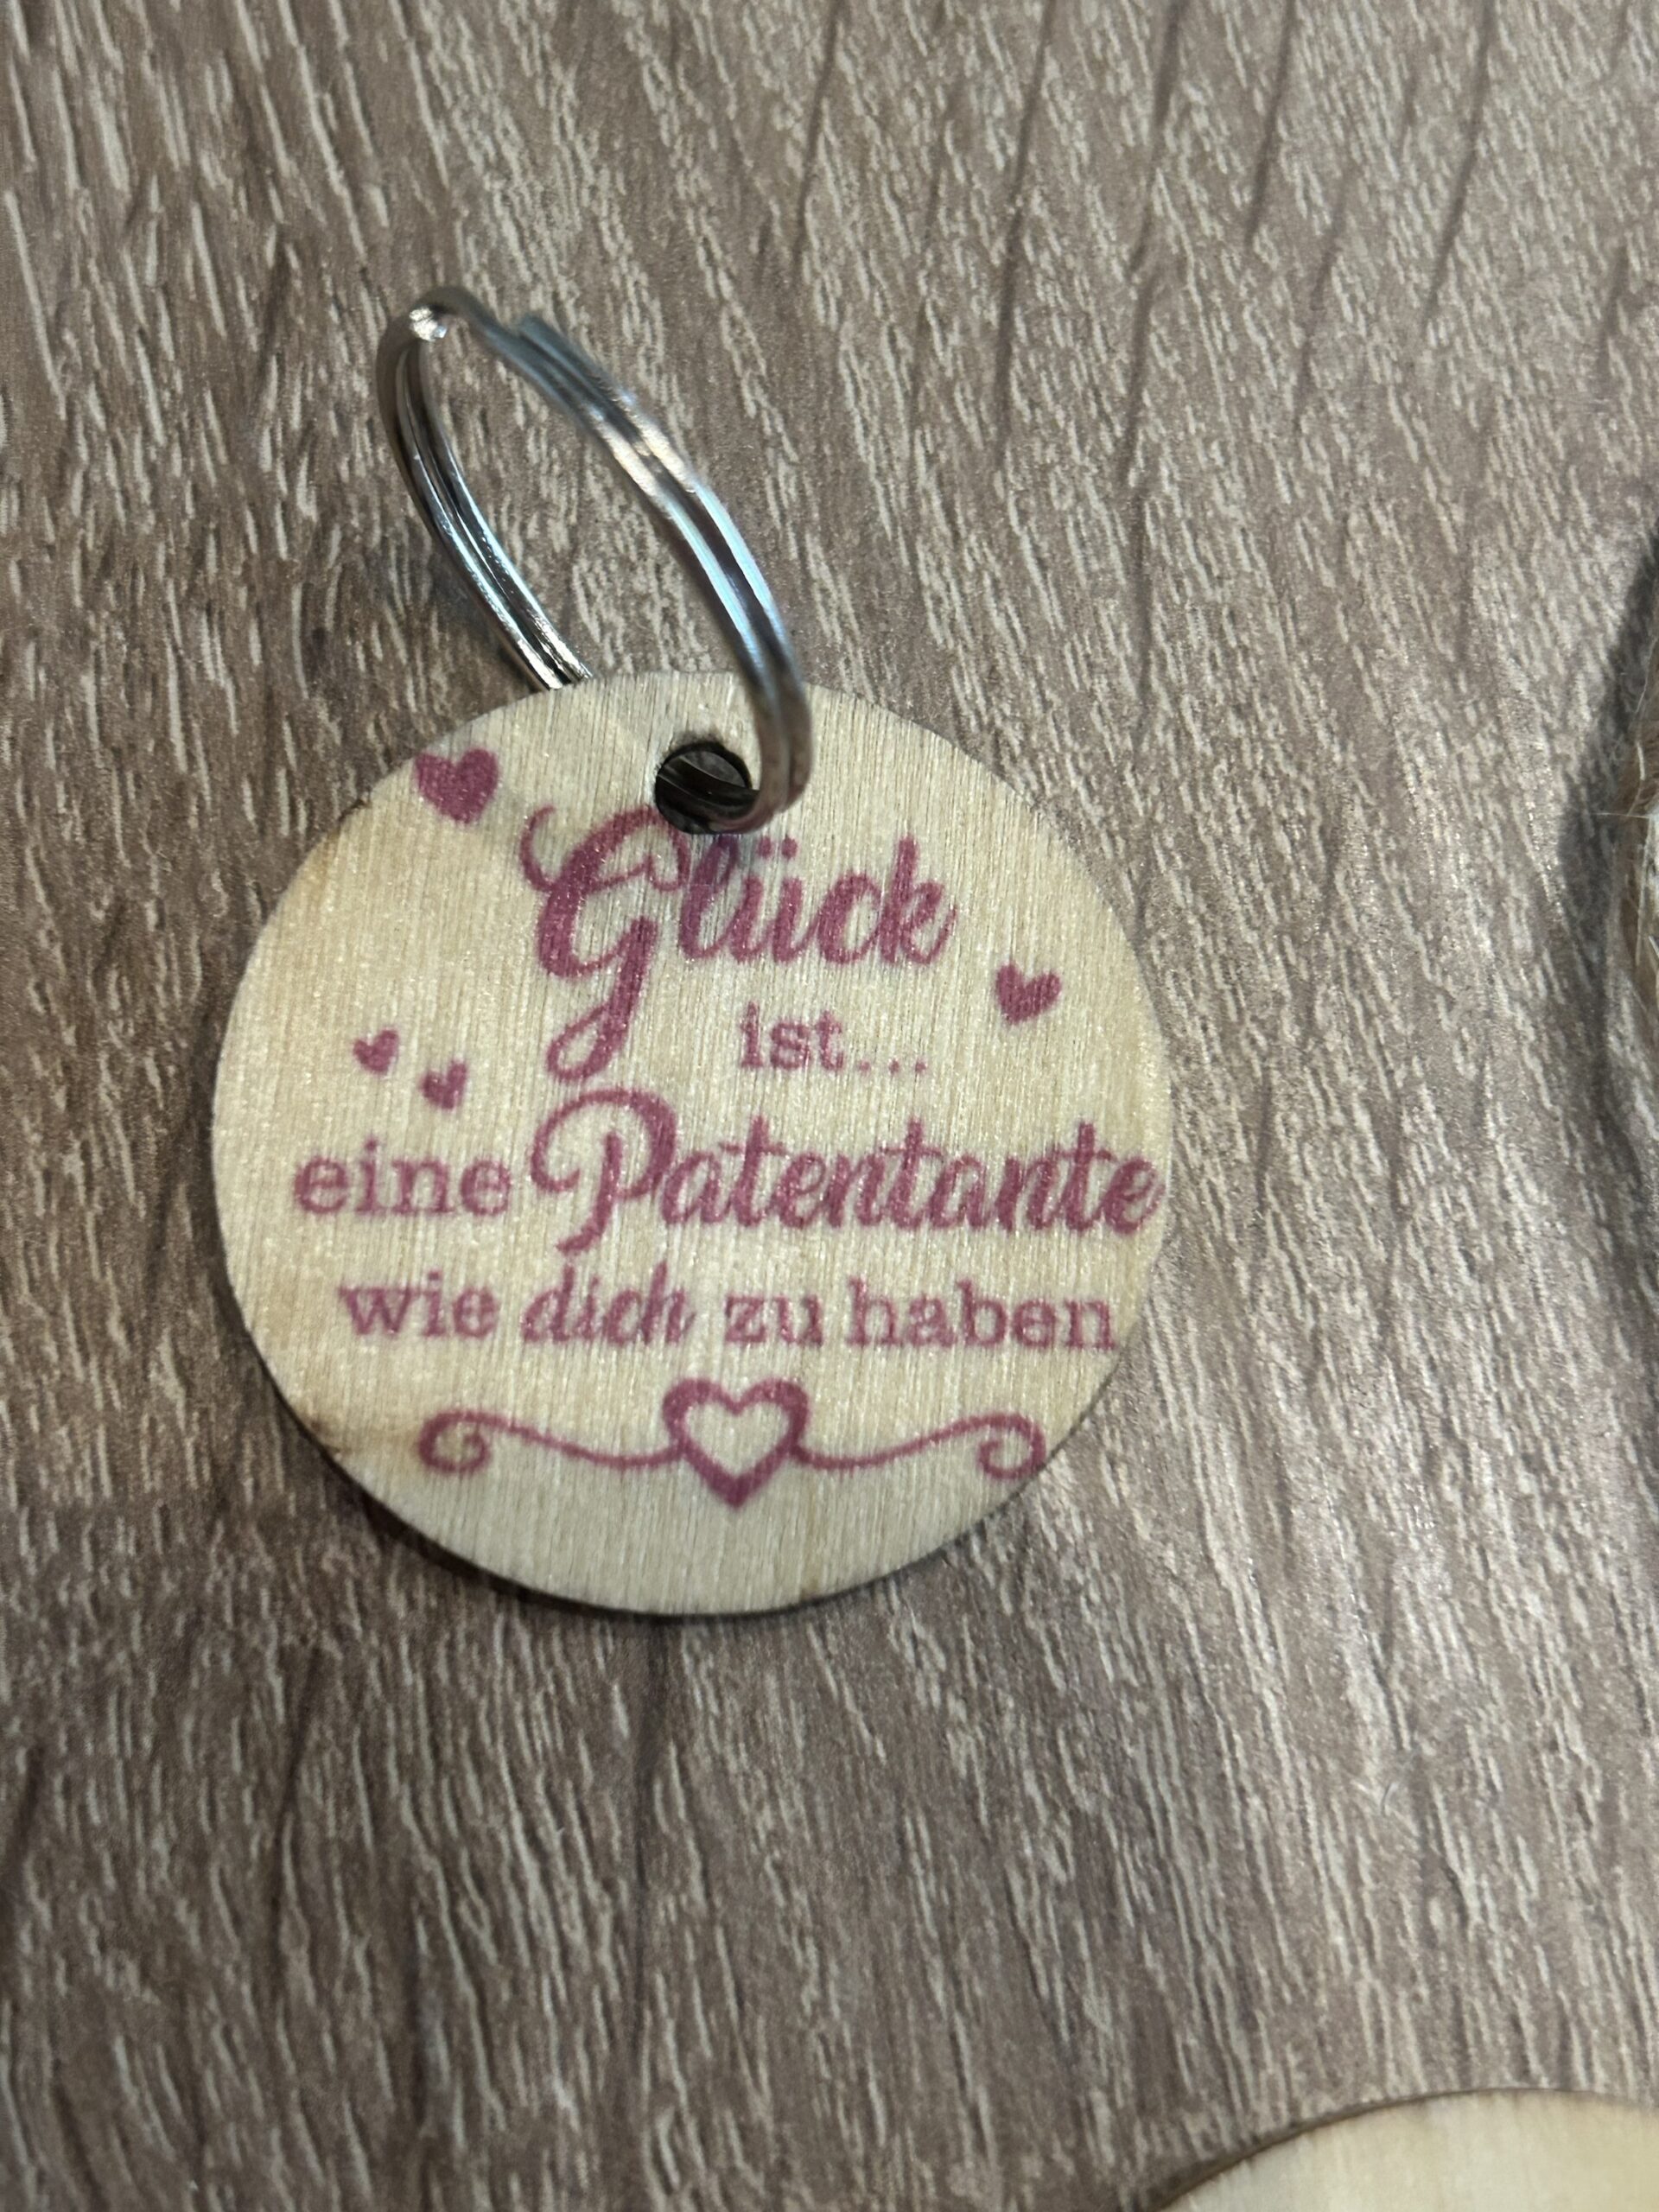 Glück
ist...
eine Patentante
wie dich zu haben